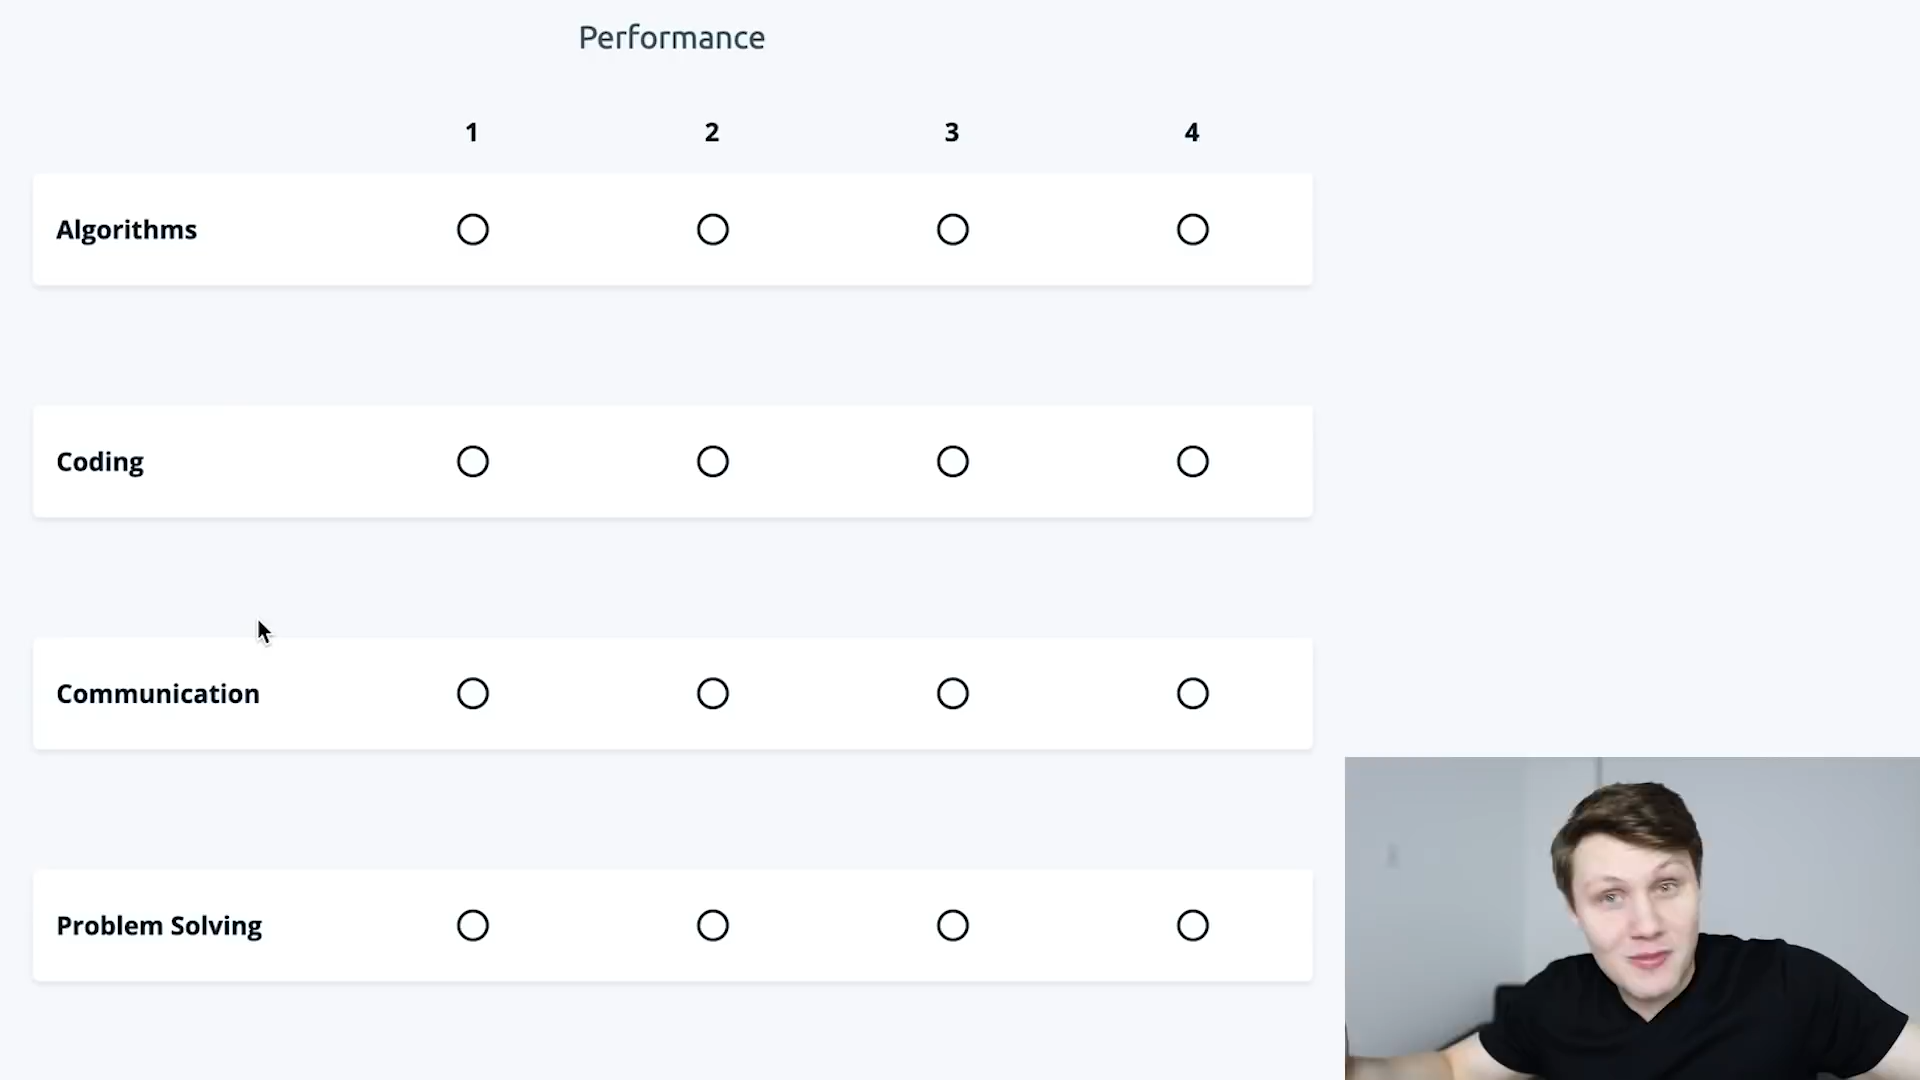 Performance
1 2 3 4
Algorithms
Coding
Communication
Problem Solving